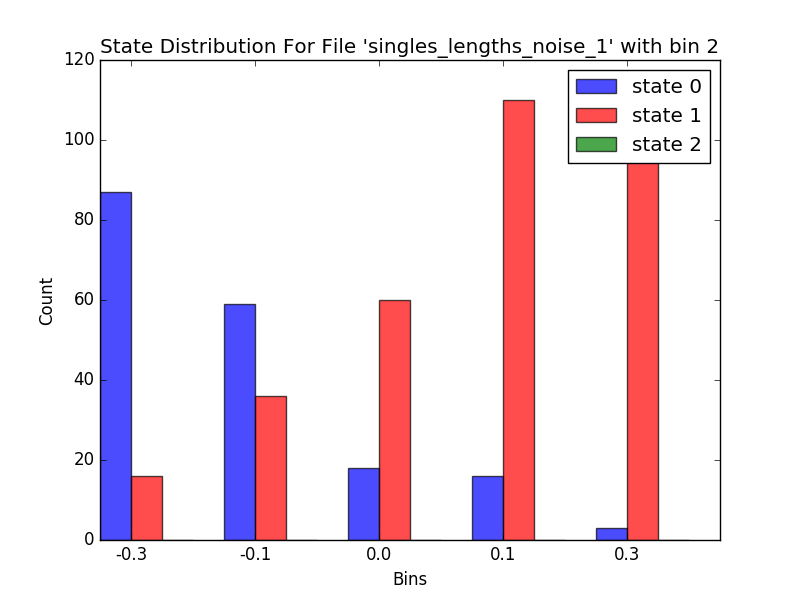 State Distribution For File 'singles_lengths_noise_1' with bin 2
120
100
80
60
40
20
0
Count
state 0
state 1
state 2
-0.3 -0.1 0.0 0.1 0.3
Bins